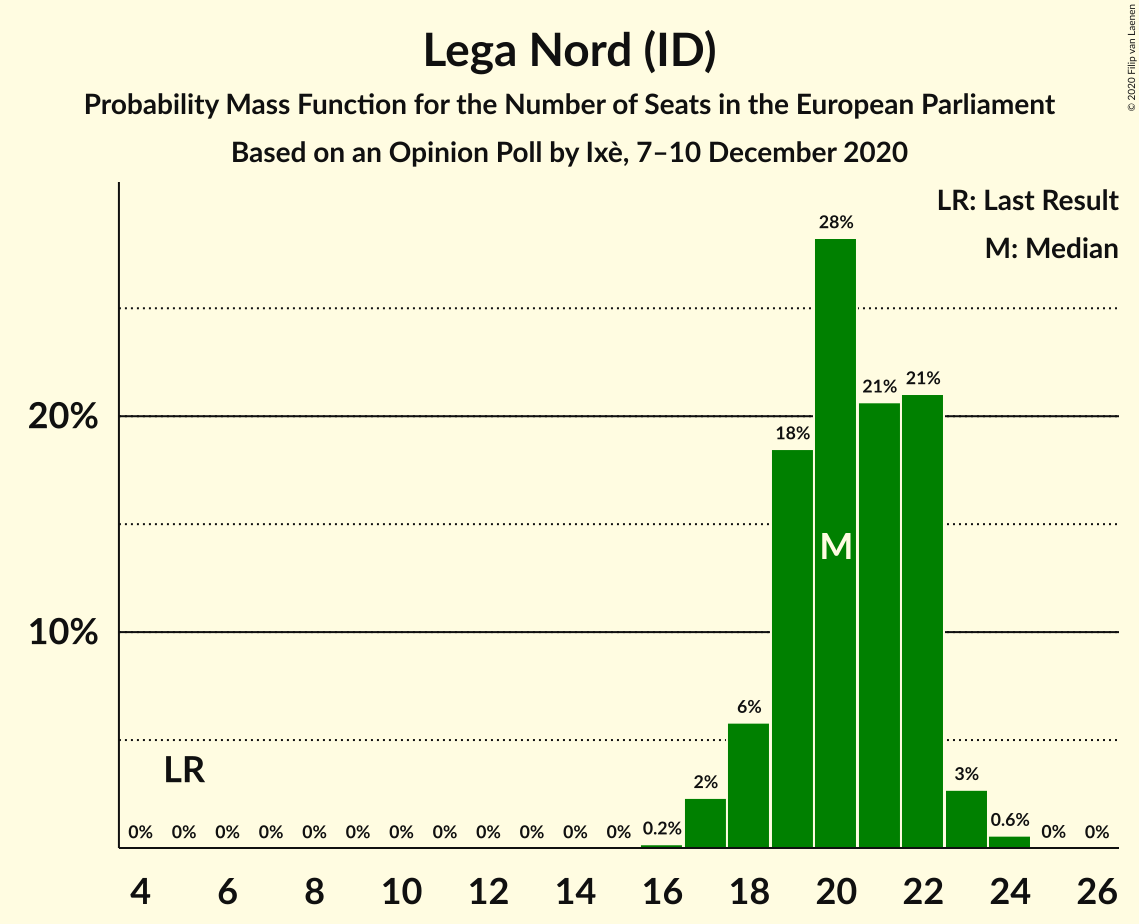 Lega Nord (ID)
Probability Mass Function for the Number of Seats in the European Parliament
Based on an Opinion Poll by Ixè, 7–10 December 2020
© 2020 Filip van Laenen
LR: Last Result
M: Median
28%
21%
21%
20%
18%
M
10%
6%
LR
3%
2%
0% 0% 0% 0% 0% 0% 0% 0% 0% 0% 0% 0% 0.2% 0.6% 0% 0%
4 6 8 10 12 14 16 18 20 22 24 26